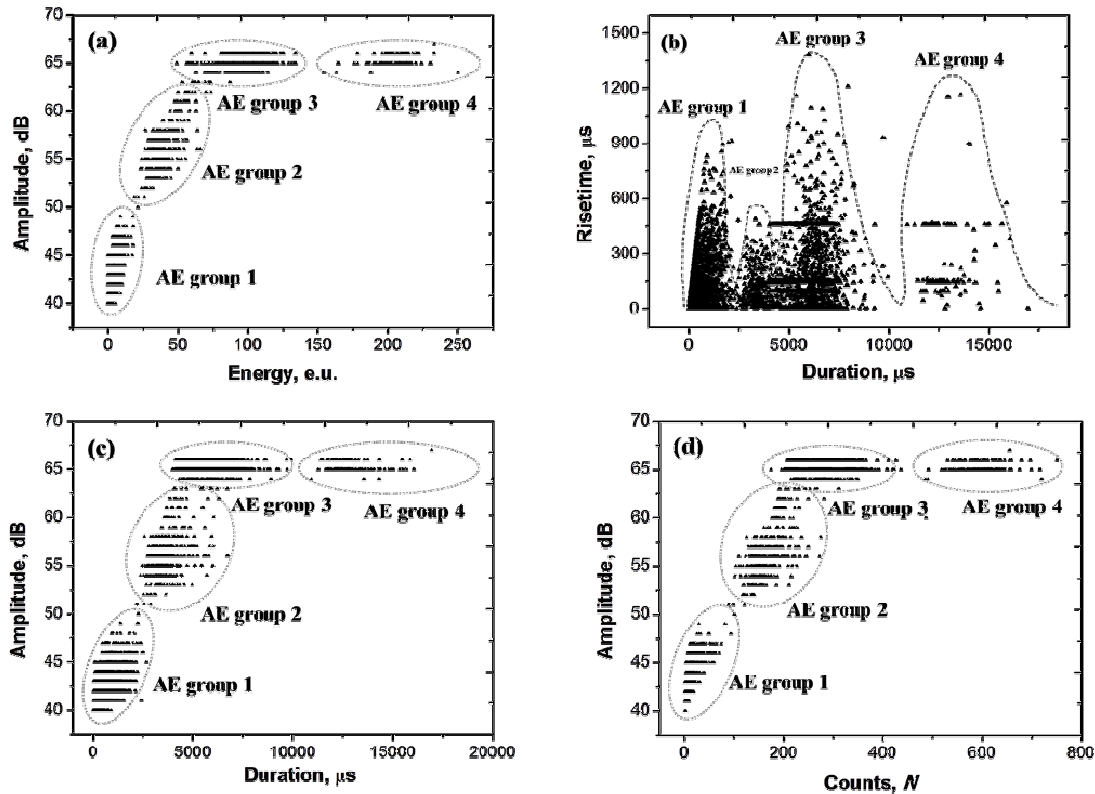 (a)
Amplitude, dB
70
65
60
55
50
45
40
AE group 3
AE group 4
AE group 2
AE group 1
0 50 100 150 200 250
Energy, e.u.
(b)
Risetime, μs
1500
1200
900
600
300
0
AE group 3
AE group 4
AE group 1
AE group2
0 5000 10000 15000
Duration, μs
(c)
Amplitude, dB
70
65
60
55
50
45
40
AE group 3
AE group 4
AE group 2
AE group 1
0 5000 10000 15000 20000
Duration, μs
(d)
Amplitude, dB
70
65
60
55
50
45
40
AE group 3
AE group 4
AE group 2
AE group 1
0 200 400 600 800
Counts, N